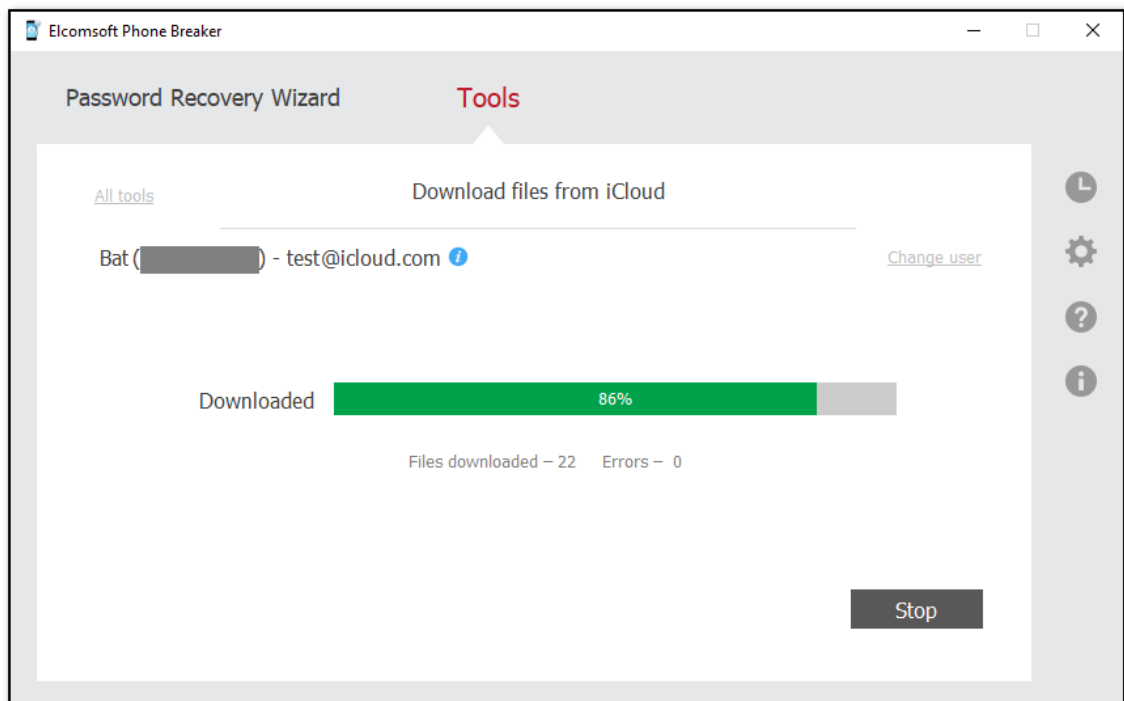 Elcomsoft Phone Breaker
Password Recovery Wizard Tools
All tools
Download files from iCloud
Bat ( ) - test@icloud.com i
Change user
Downloaded 86%
Files downloaded – 22 Errors – 0
Stop
? i